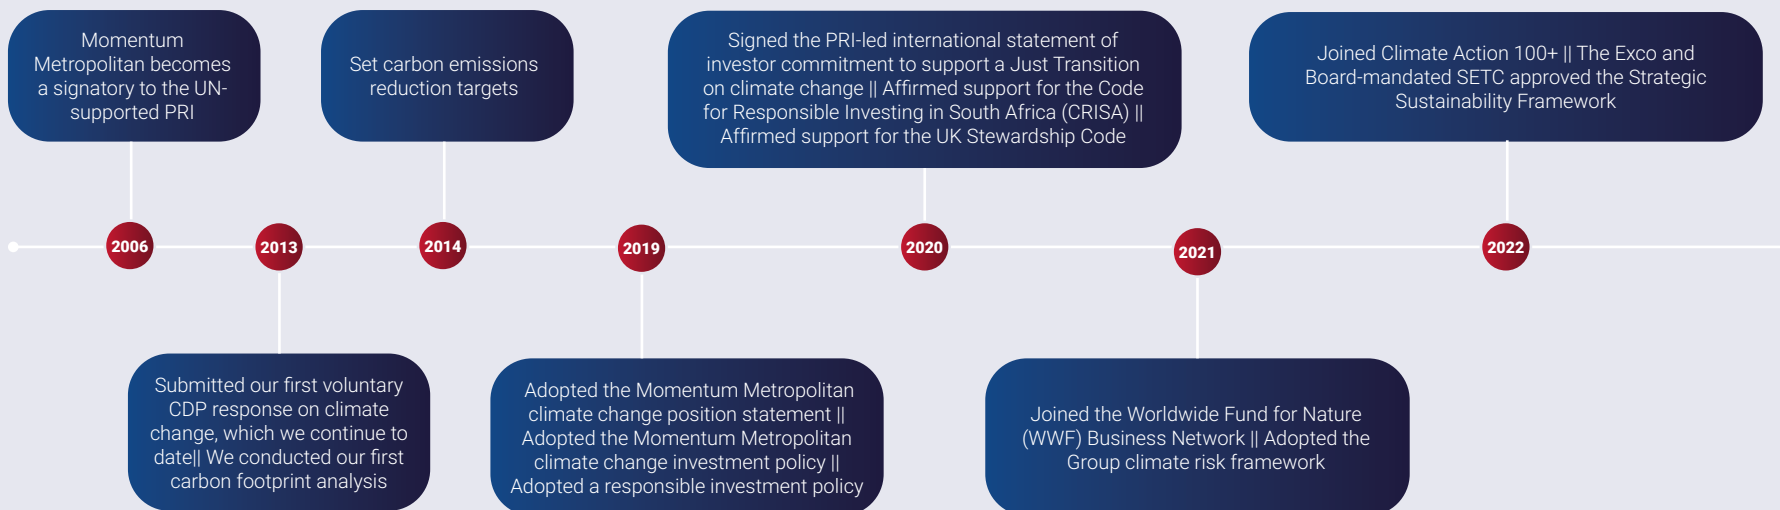 Momentum
Metropolitan becomes
a signatory to the UN-
supported PRI
Set carbon emissions
reduction targets
Signed the PRI-led international statement of
investor commitment to support a Just Transition
on climate change || Affirmed support for the Code
for Responsible Investing in South Africa (CRISA) ||
Affirmed support for the UK Stewardship Code
Joined Climate Action 100+ || The Exco and
Board-mandated SETC approved the Strategic
Sustainability Framework
2006
2013
2014
2019
2020
2021
2022
Submitted our first voluntary
CDP response on climate
change, which we continue to
date|| We conducted our first
carbon footprint analysis
Adopted the Momentum Metropolitan
climate change position statement ||
Adopted the Momentum Metropolitan
climate change investment policy ||
Adopted a responsible investment policy
Joined the Worldwide Fund for Nature
(WWF) Business Network || Adopted the
Group climate risk framework